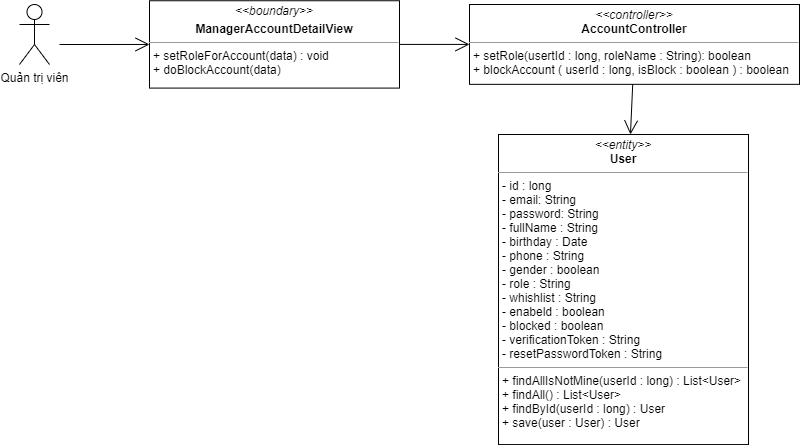 Quản trị viên
<<boundary>>
ManagerAccountDetailView
+ setRoleForAccount(data) : void
+ doBlockAccount(data)
<<controller>>
AccountController
+ setRole(usertId : long, roleName : String): boolean
+ blockAccount ( userId : long, isBlock : boolean ) : boolean
<<entity>>
User
- id : long
- email: String
- password: String
- fullName : String
- birthday : Date
- phone : String
- gender : boolean
- role : String
- whishlist : String
- enabeld : boolean
- blocked : boolean
- verificationToken : String
- resetPasswordToken : String
+ findAllIsNotMine(userId : long) : List<User>
+ findAll() : List<User>
+ findById(userId : long) : User
+ save(user : User) : User